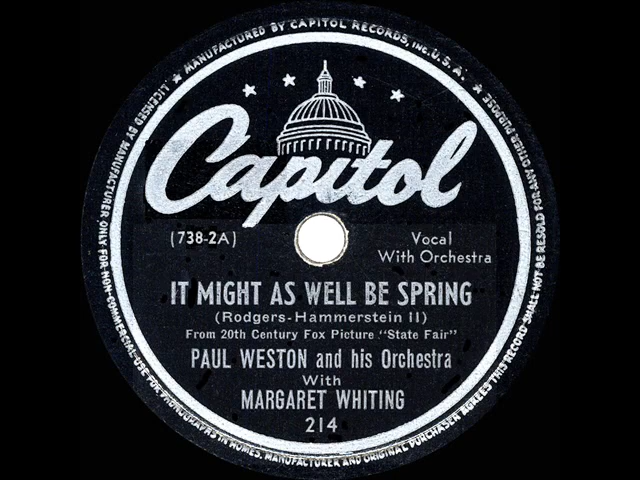 MANUFACTURED BY CAPITOL RECORDS, INC. U.S.A.
LICENSED BY MANUFACTURER ONLY FOR NON-COMMERCIAL USE FOR PHONOGRAPHS IN HOMES. MANUFACTURER AND ORIGINAL PURCHASER AGREES THIS RECORD SHALL NOT BE RESOLD FOR ANY OTHER PURPOSE
Capitol
(738-2A)
Vocal
With Orchestra
IT MIGHT AS WELL BE SPRING
(Rodgers-Hammerstein II)
From 20th Century Fox Picture "State Fair"
PAUL WESTON and his Orchestra
With
MARGARET WHITING
214